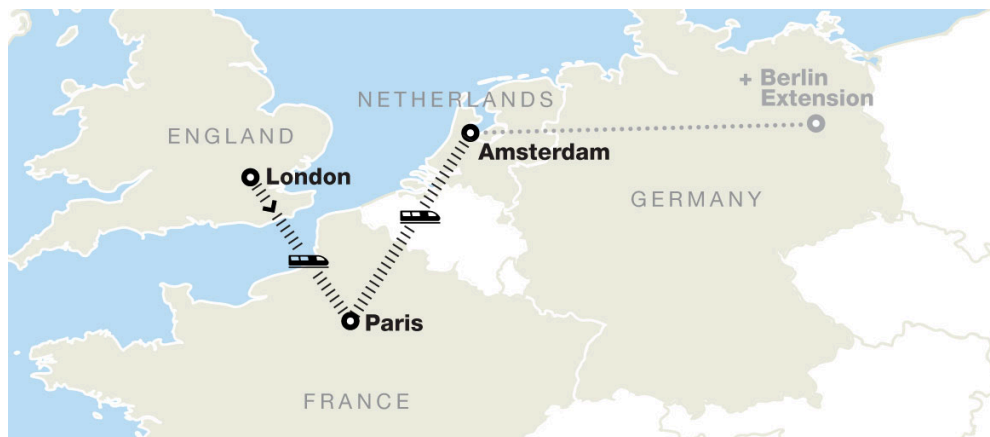 + Berlin
Extension
NETHERLANDS
ENGLAND
Amsterdam
London
GERMANY
Paris
FRANCE